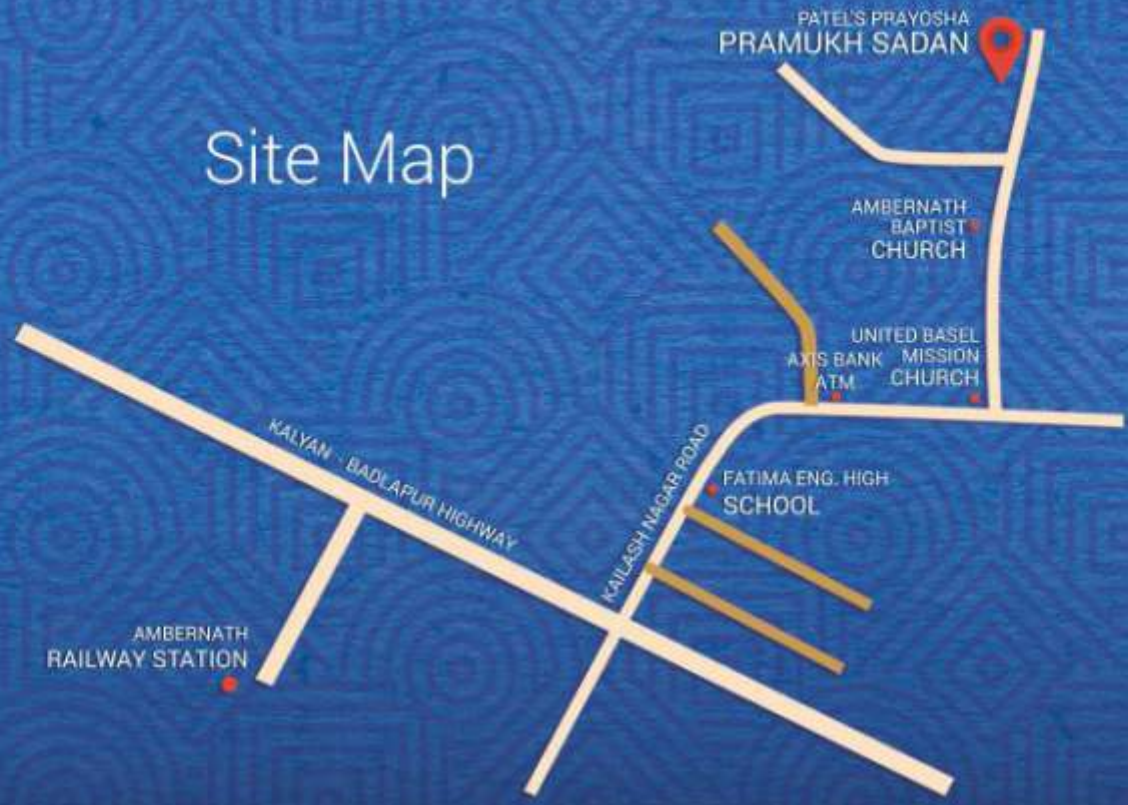 PATEL'S PRAYOSHA
PRAMUKH SADAN
Site Map
AMBERNATH
BAPTIST
CHURCH
UNITED BASEL
MISSION
CHURCH
AXIS BANK
ATM
KALYAN - BADLAPUR HIGHWAY
KAILASH NAGAR ROAD
FATIMA ENG. HIGH
SCHOOL
AMBERNATH
RAILWAY STATION